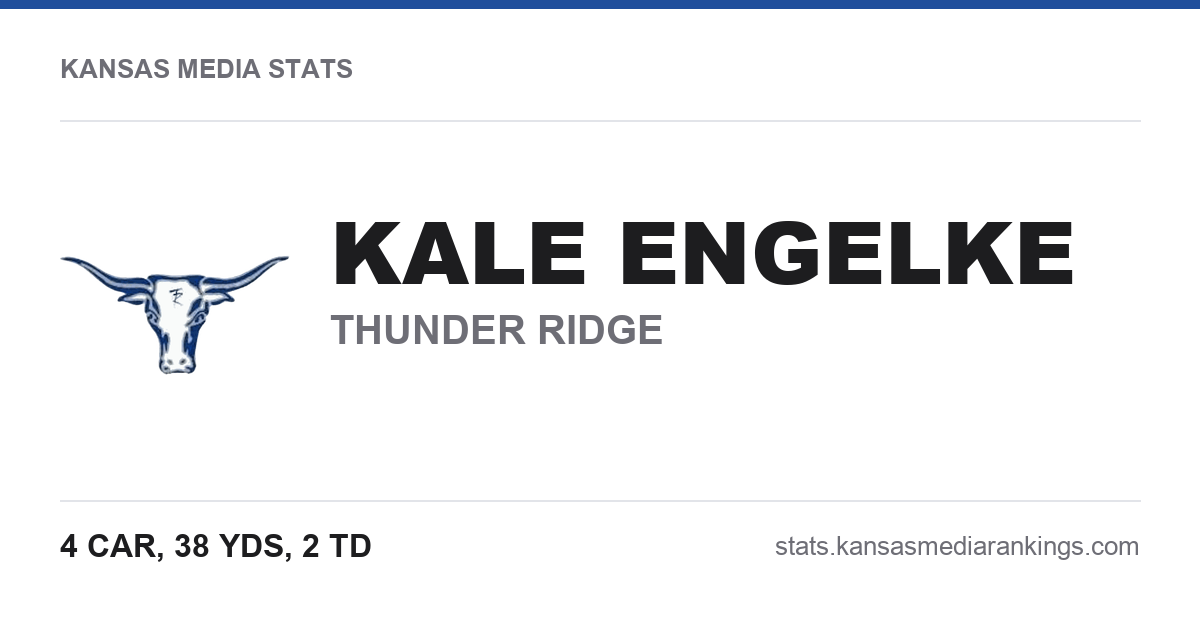 KANSAS MEDIA STATS
KALE ENGELKE
THUNDER RIDGE
4 CAR, 38 YDS, 2 TD
stats.kansasmediarankings.com